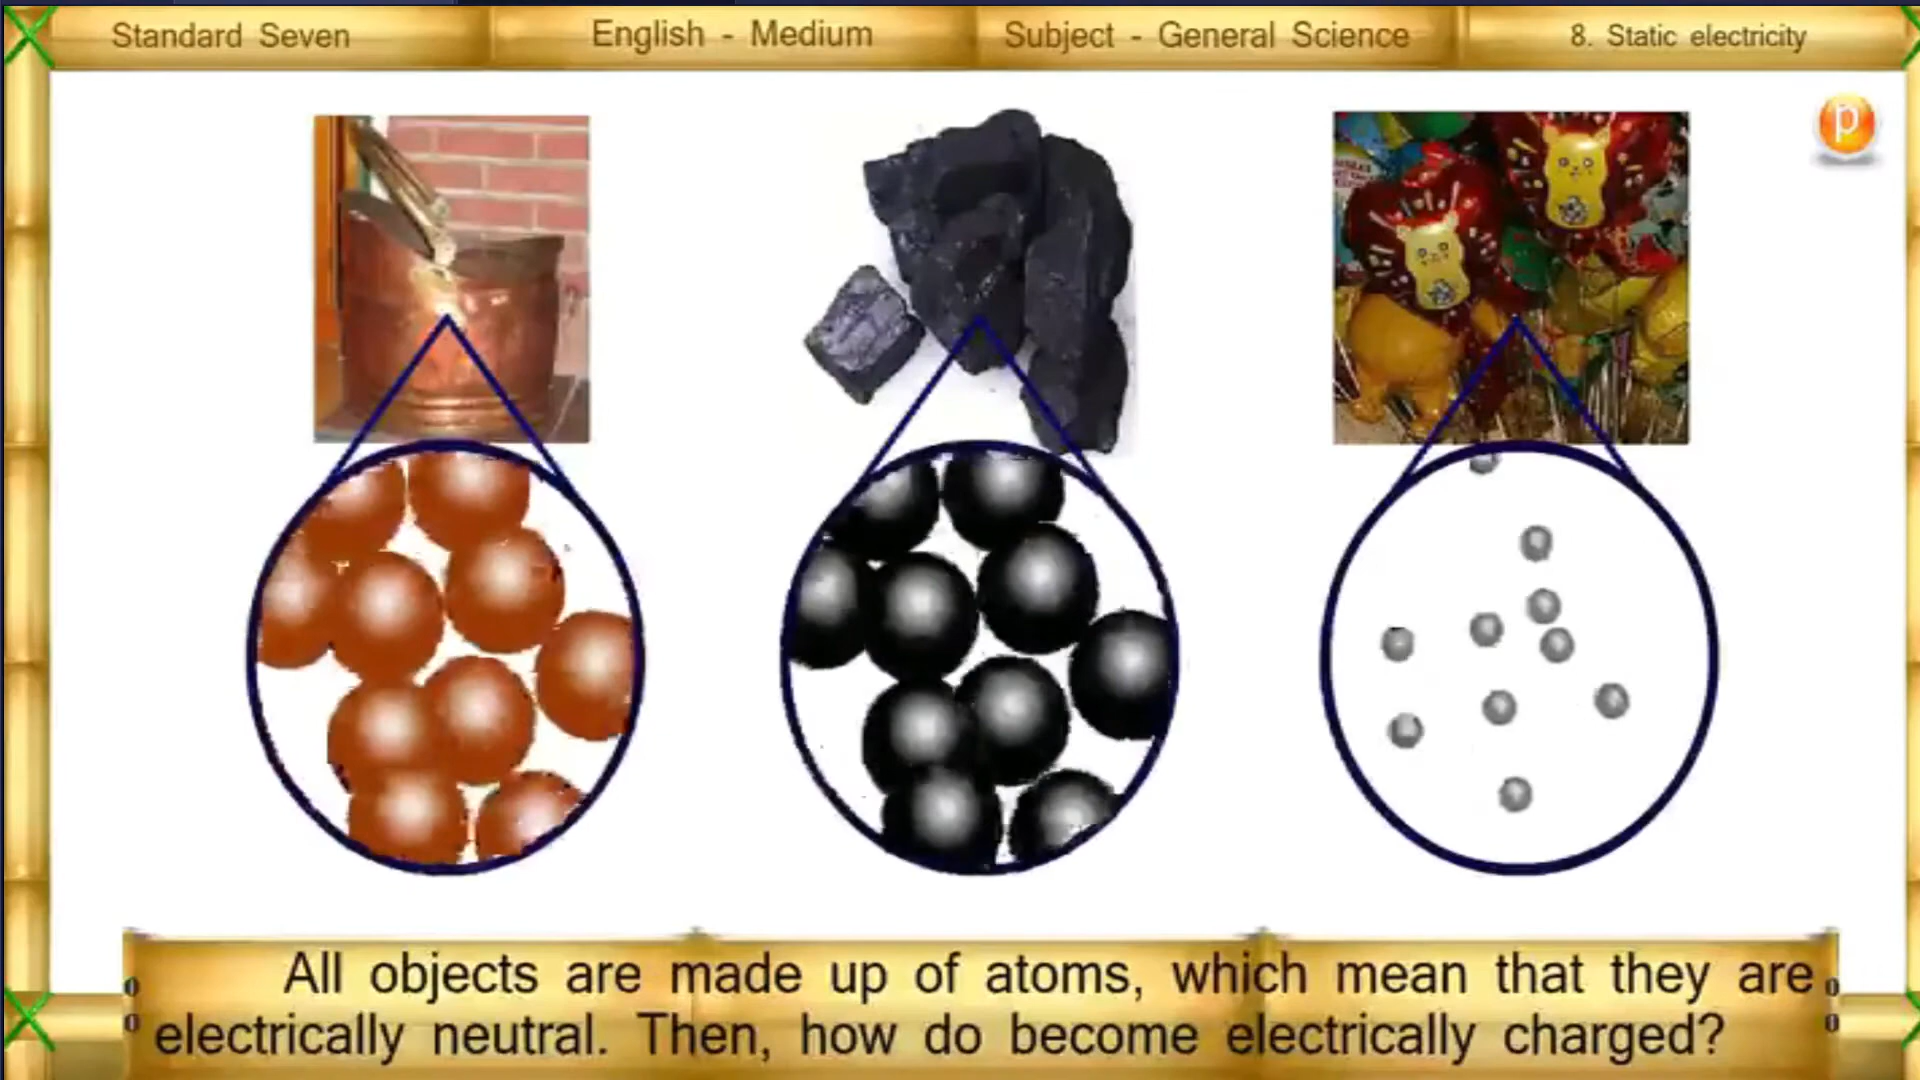 Standard Seven
English - Medium
Subject - General Science
8. Static electricity
p
All objects are made up of atoms, which mean that they are
electrically neutral. Then, how do become electrically charged?